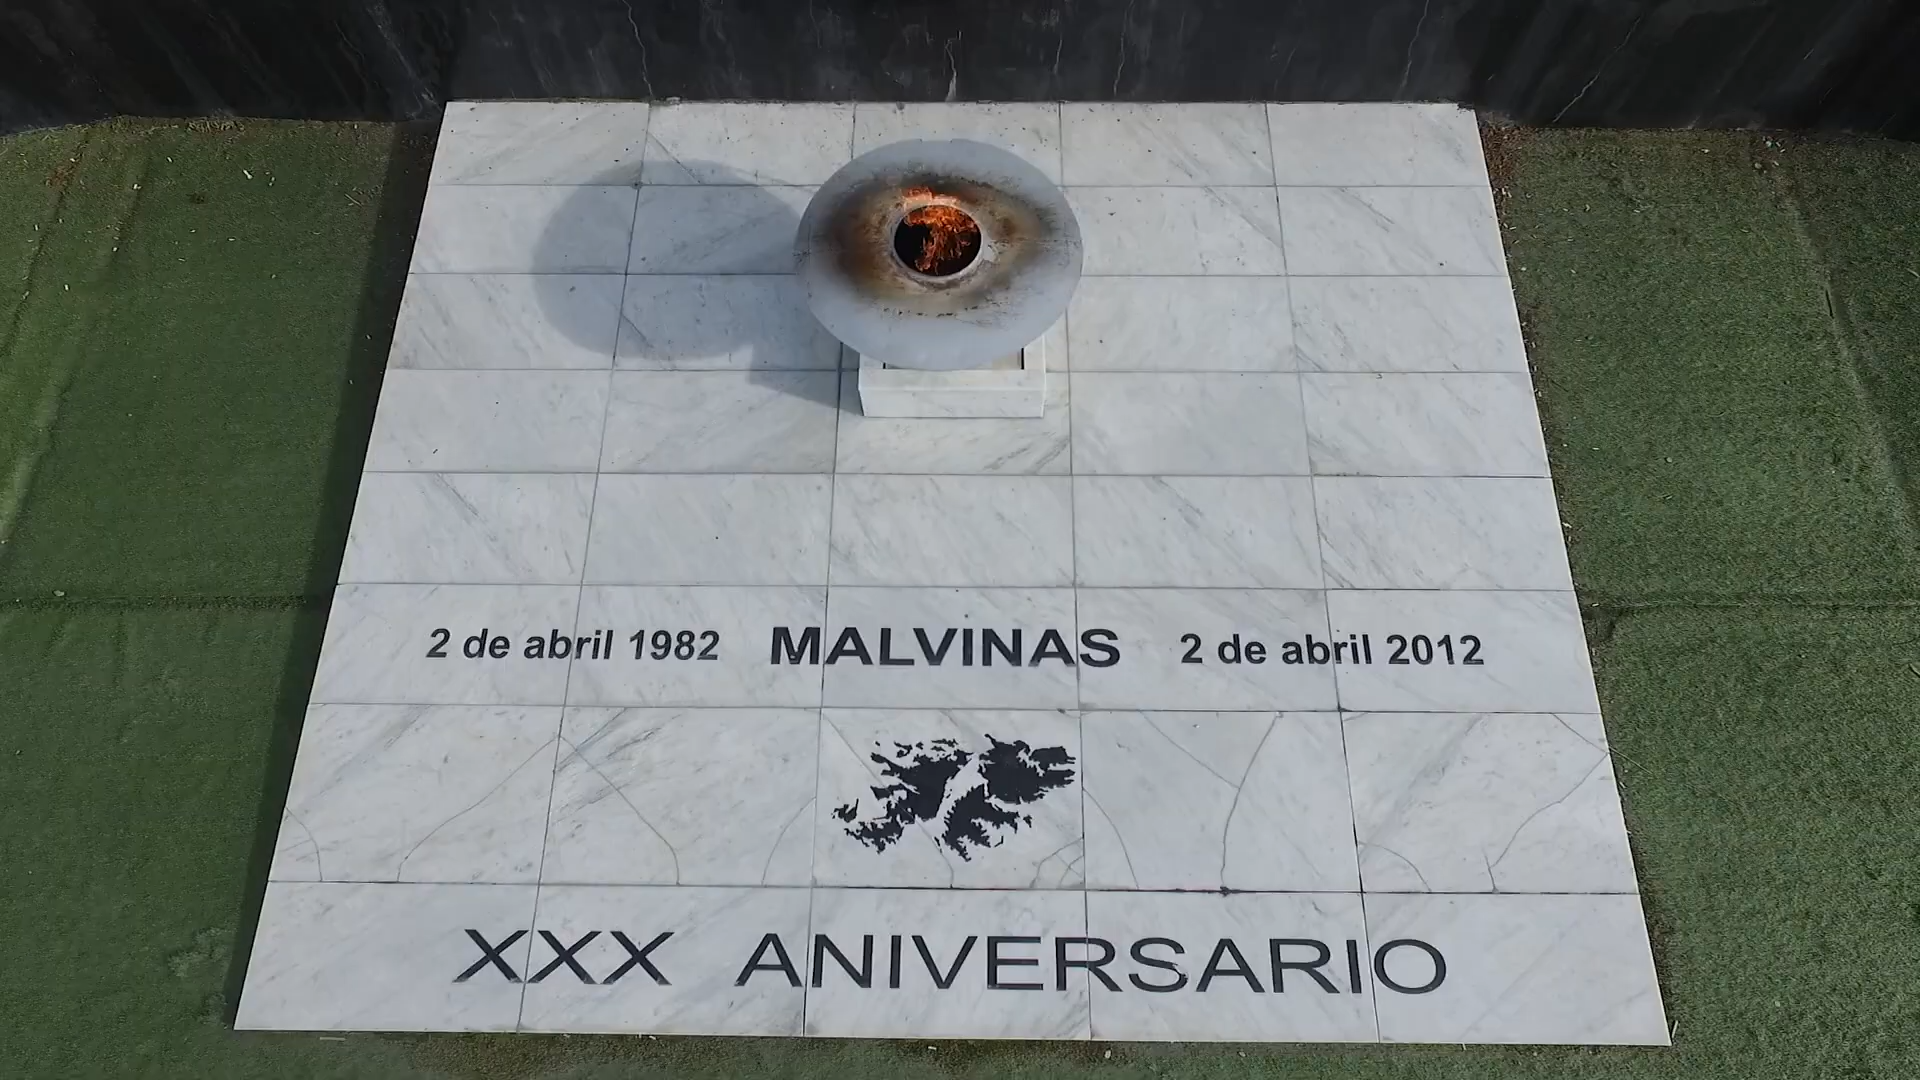 2 de abril 1982 MALVINAS 2 de abril 2012
XXX ANIVERSARIO